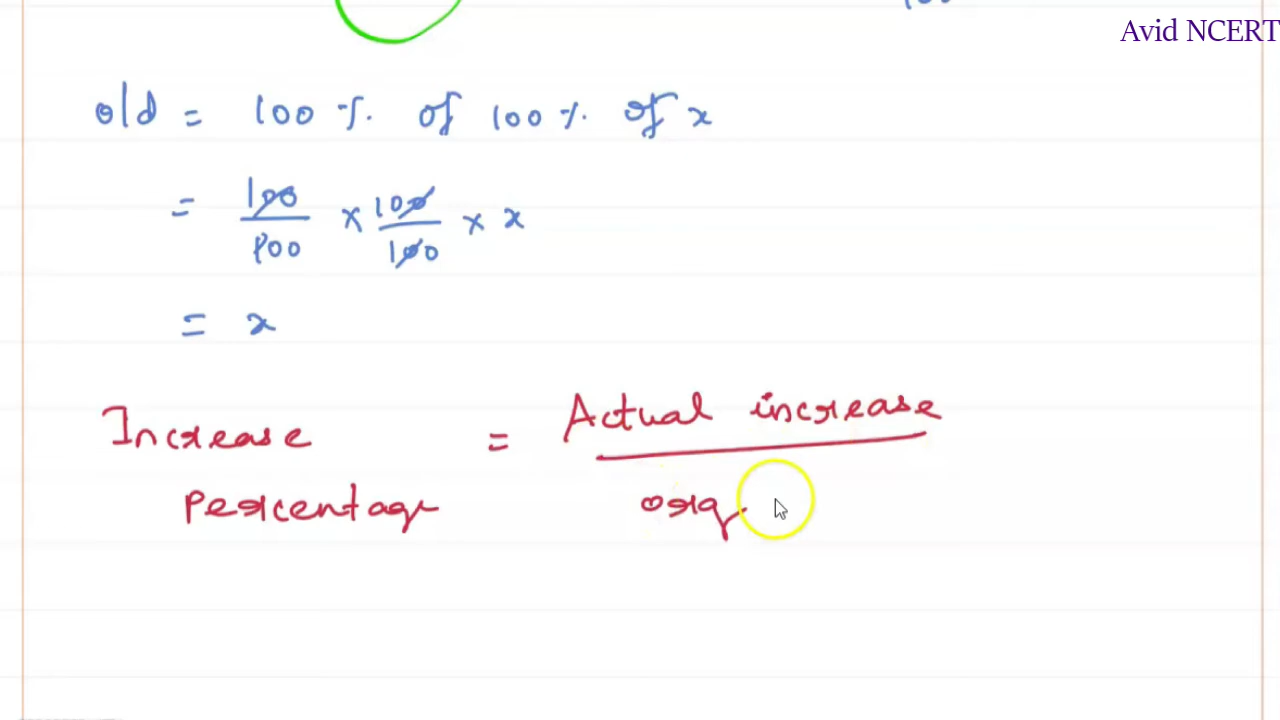 Avid NCERT
old = 100 %. of 100 %. of x
= 100/100 × 100/100 × x
= x
Increase percentage = Actual increase / orig